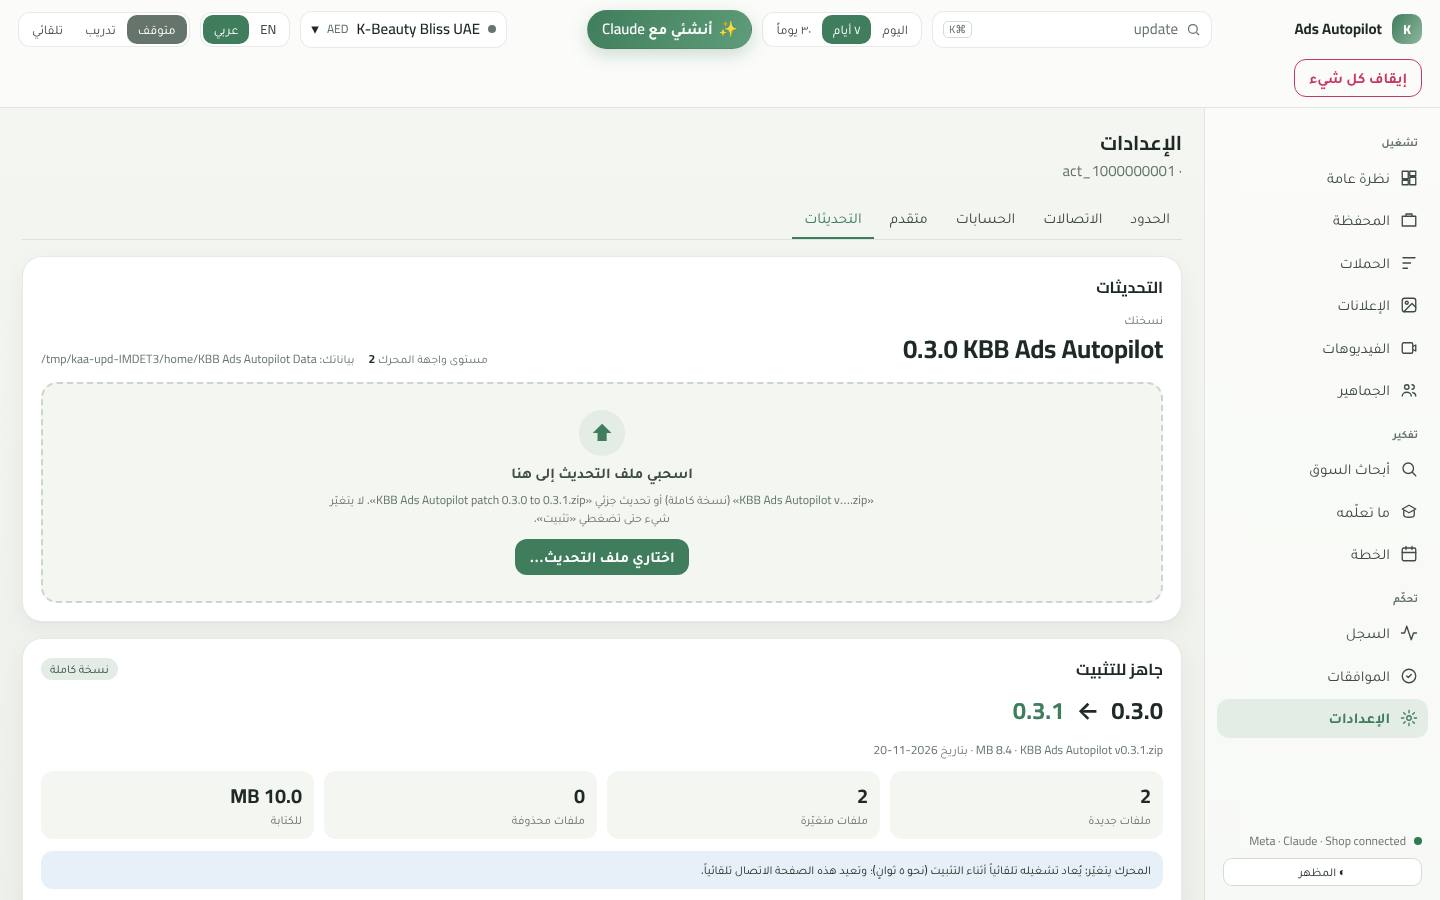 K Ads Autopilot
update ⌘K
اليوم ٧ أيام ٣٠ يوماً
✨ أنشئي مع Claude
K-Beauty Bliss UAE AED ▼
EN عربي
متوقف تدريب تلقائي
إيقاف كل شيء
تشغيل
نظرة عامة
المحفظة
الحملات
الإعلانات
الفيديوهات
الجماهير
تفكير
أبحاث السوق
ما تعلّمه
الخطة
تحكّم
السجل
الموافقات
الإعدادات
Meta · Claude · Shop connected
المظهر
الإعدادات
· act_1000000001
الحدود الاتصالات الحسابات متقدم التحديثات
التحديثات
نسختك
0.3.0 KBB Ads Autopilot
مستوى واجهة المحرك 2 بياناتك: /tmp/kaa-upd-IMDET3/home/KBB Ads Autopilot Data
اسحبي ملف التحديث إلى هنا
«KBB Ads Autopilot v….zip» (نسخة كاملة) أو تحديث جزئي «KBB Ads Autopilot patch 0.3.0 to 0.3.1.zip». لا يتغيّر
شيء حتى تضغطي «تثبيت».
اختاري ملف التحديث…
جاهز للتثبيت
نسخة كاملة
0.3.0 ← 0.3.1
KBB Ads Autopilot v0.3.1.zip · 8.4 MB · بتاريخ 2026-11-20
2
ملفات جديدة
2
ملفات متغيّرة
0
ملفات محذوفة
10.0 MB
للكتابة
المحرك يتغيّر: يُعاد تشغيله تلقائياً أثناء التثبيت (نحو ٥ ثوانٍ)؛ وتعيد هذه الصفحة الاتصال تلقائياً.